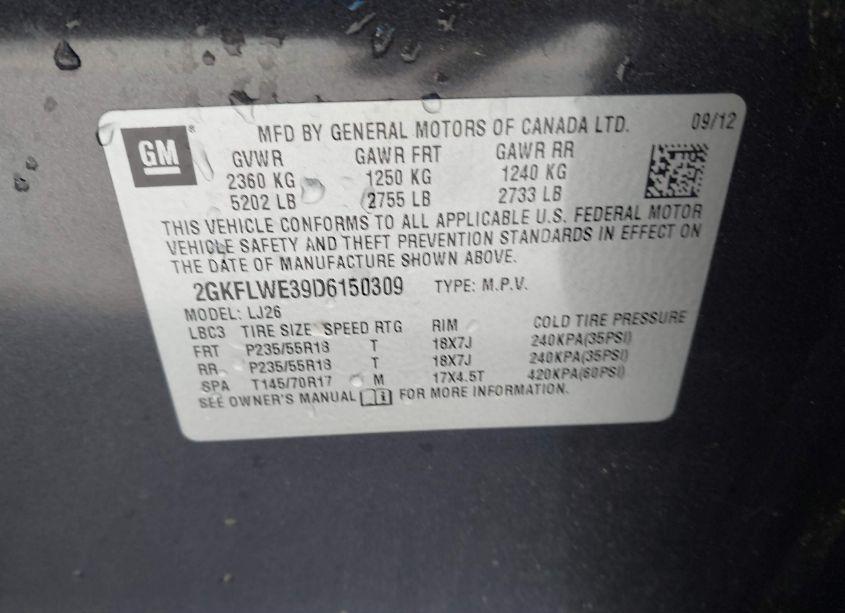 GM ® MFD BY GENERAL MOTORS OF CANADA LTD. 09/12
GVWR GAWR FRT GAWR RR
2360 KG 1250 KG 1240 KG
5202 LB 2755 LB 2733 LB
THIS VEHICLE CONFORMS TO ALL APPLICABLE U.S. FEDERAL MOTOR
VEHICLE SAFETY AND THEFT PREVENTION STANDARDS IN EFFECT ON
THE DATE OF MANUFACTURE SHOWN ABOVE.
2GKFLWE39D6150309 TYPE: M.P.V.
MODEL: LJ26
LBC3 TIRE SIZE SPEED RTG RIM COLD TIRE PRESSURE
FRT P235/55R18 T 18X7J 240KPA(35PSI)
RR P235/55R18 T 18X7J 240KPA(35PSI)
SPA T145/70R17 M 17X4.5T 420KPA(60PSI)
SEE OWNER'S MANUAL FOR MORE INFORMATION.